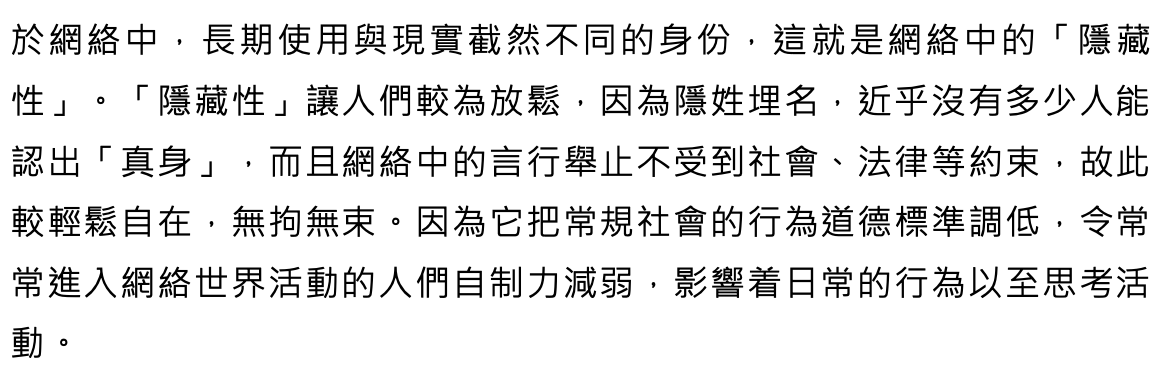 於網絡中，長期使用與現實截然不同的身份，這就是網絡中的「隱藏
性」。「隱藏性」讓人們較為放鬆，因為隱姓埋名，近乎沒有多少人能
認出「真身」，而且網絡中的言行舉止不受到社會、法律等約束，故此
較輕鬆自在，無拘無束。因為它把常規社會的行為道德標準調低，令常
常進入網絡世界活動的人們自制力減弱，影響着日常的行為以至思考活
動。